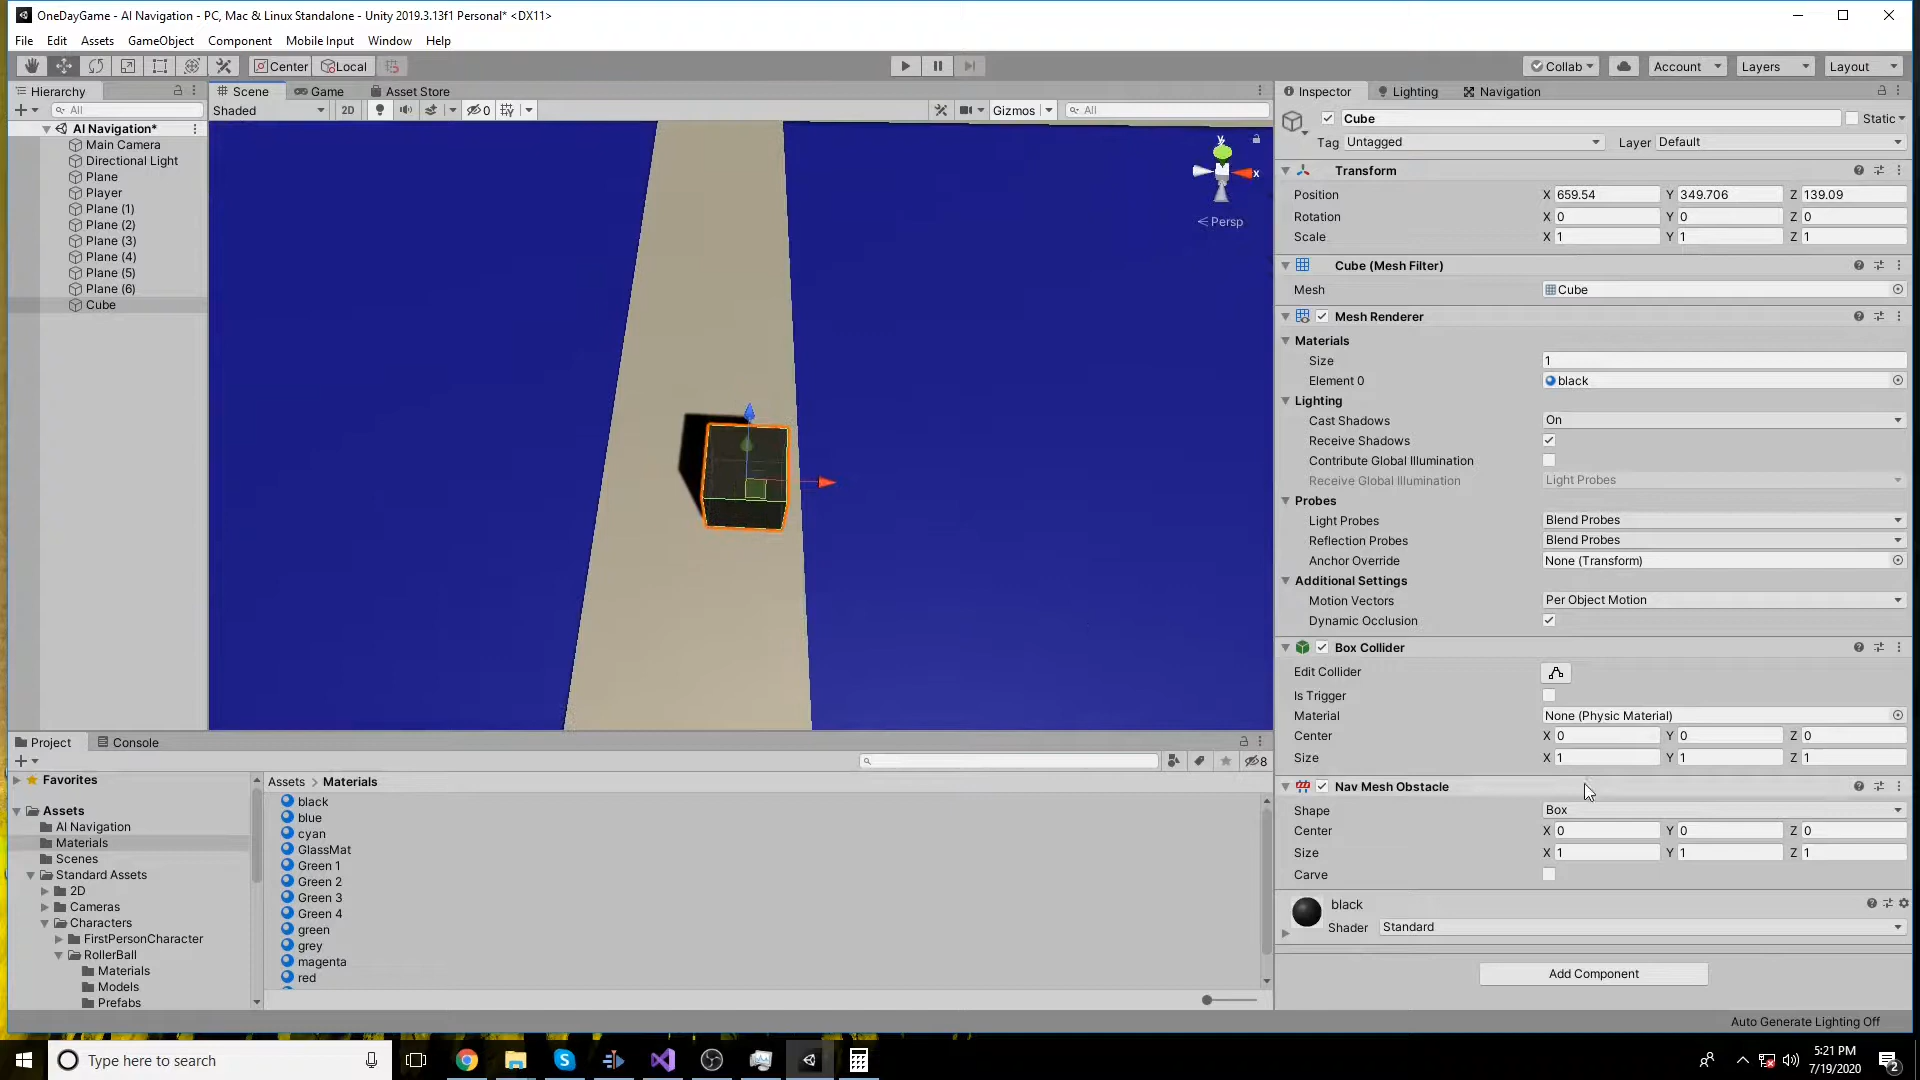 OneDayGame - AI Navigation - PC, Mac & Linux Standalone - Unity 2019.3.13f1 Personal* <DX11>
File Edit Assets GameObject Component Mobile Input Window Help
Center Local Collab Account Layers Layout
Hierarchy
All
AI Navigation*
Main Camera
Directional Light
Plane
Player
Plane (1)
Plane (2)
Plane (3)
Plane (4)
Plane (5)
Plane (6)
Cube
Scene Game Asset Store
Shaded 2D 0 Gizmos All
y
x
Persp
Inspector Lighting Navigation
Cube Static
Tag Untagged Layer Default
Transform
Position X 659.54 Y 349.706 Z 139.09
Rotation X 0 Y 0 Z 0
Scale X 1 Y 1 Z 1
Cube (Mesh Filter)
Mesh Cube
Mesh Renderer
Materials
Size 1
Element 0 black
Lighting
Cast Shadows On
Receive Shadows
Contribute Global Illumination
Receive Global Illumination Light Probes
Probes
Light Probes Blend Probes
Reflection Probes Blend Probes
Anchor Override None (Transform)
Additional Settings
Motion Vectors Per Object Motion
Dynamic Occlusion
Box Collider
Edit Collider
Is Trigger
Material None (Physic Material)
Center X 0 Y 0 Z 0
Size X 1 Y 1 Z 1
Nav Mesh Obstacle
Shape Box
Center X 0 Y 0 Z 0
Size X 1 Y 1 Z 1
Carve
black
Shader Standard
Add Component
Project Console
8
Favorites
Assets
AI Navigation
Materials
Scenes
Standard Assets
2D
Cameras
Characters
FirstPersonCharacter
RollerBall
Materials
Models
Prefabs
Assets > Materials
black
blue
cyan
GlassMat
Green 1
Green 2
Green 3
Green 4
green
grey
magenta
red
Auto Generate Lighting Off
Type here to search
5:21 PM
7/19/2020
2